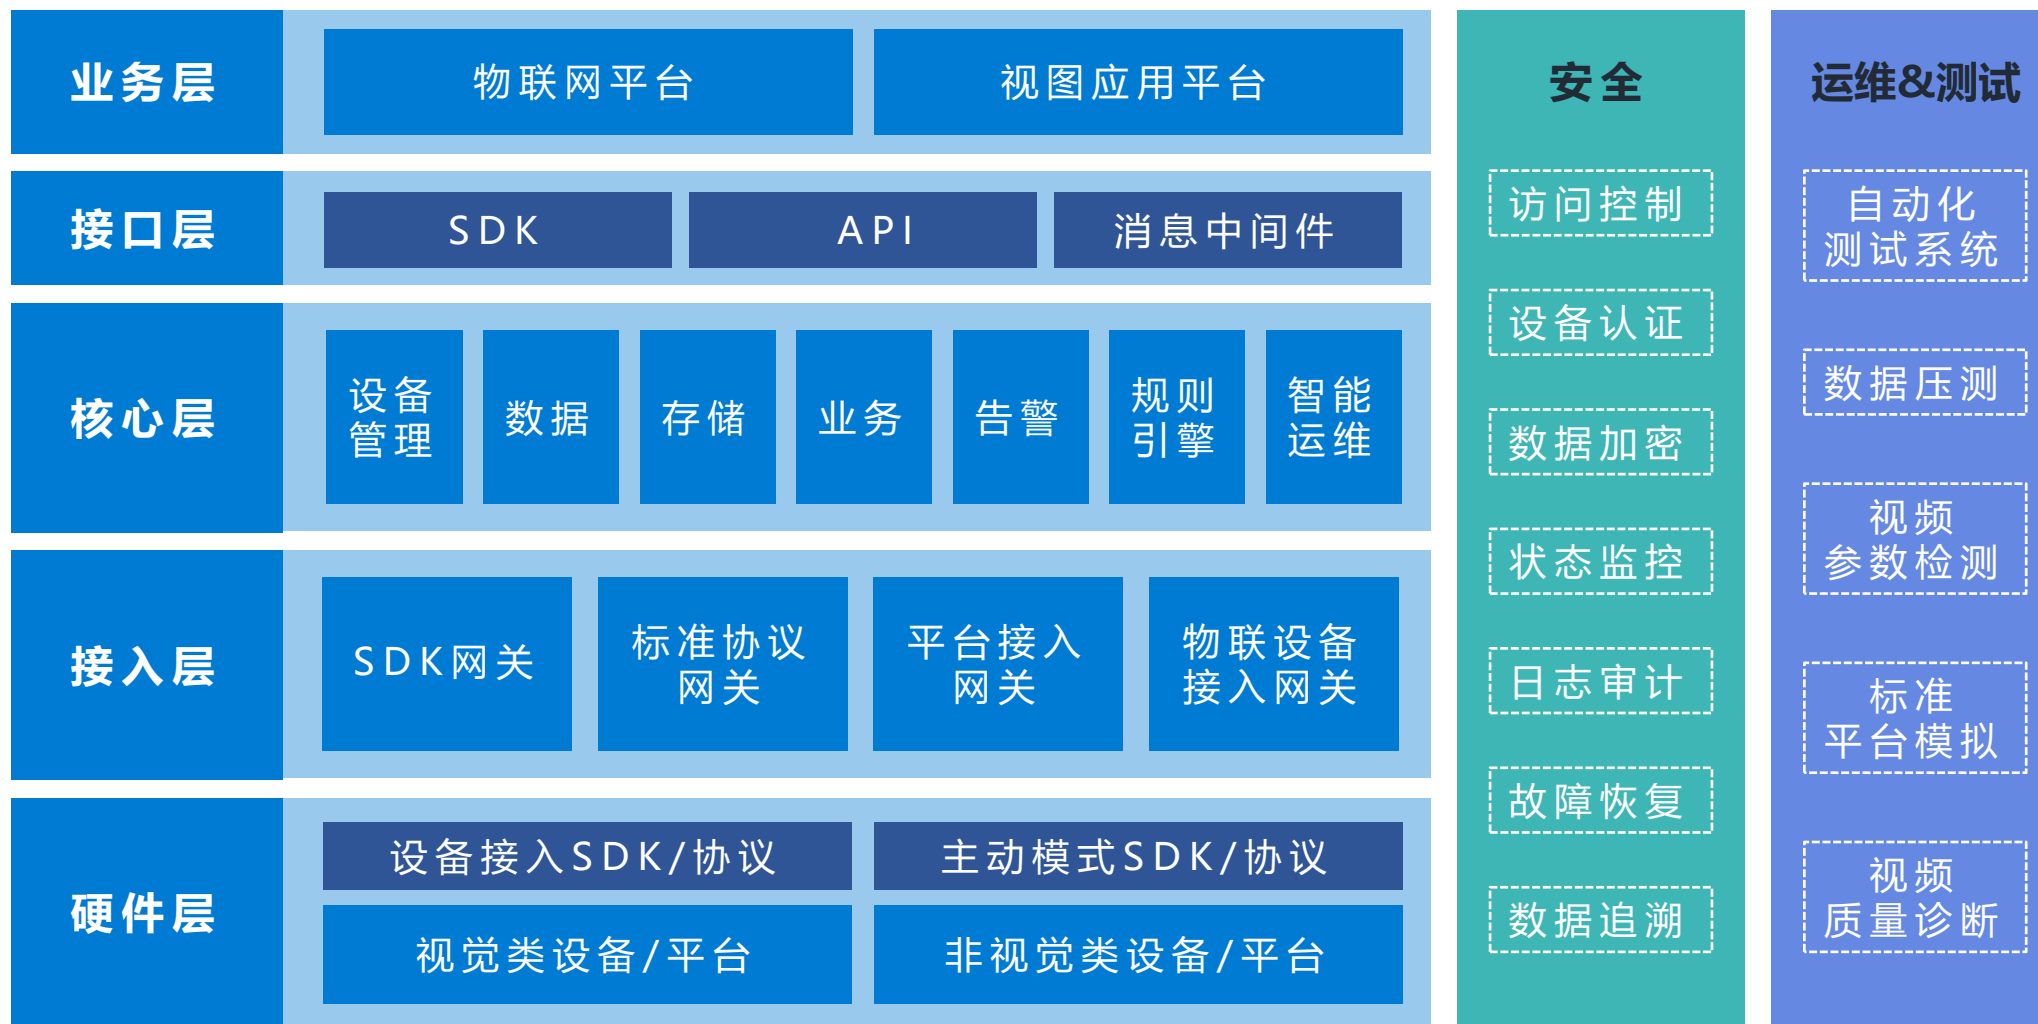 业务层
物联网平台
视图应用平台
接口层
SDK
API
消息中间件
核心层
设备
管理
数据
存储
业务
告警
规则
引擎
智能
运维
接入层
SDK网关
标准协议
网关
平台接入
网关
物联设备
接入网关
硬件层
设备接入SDK/协议
主动模式SDK/协议
视觉类设备/平台
非视觉类设备/平台
安全
访问控制
设备认证
数据加密
状态监控
日志审计
故障恢复
数据追溯
运维&测试
自动化
测试系统
数据压测
视频
参数检测
标准
平台模拟
视频
质量诊断